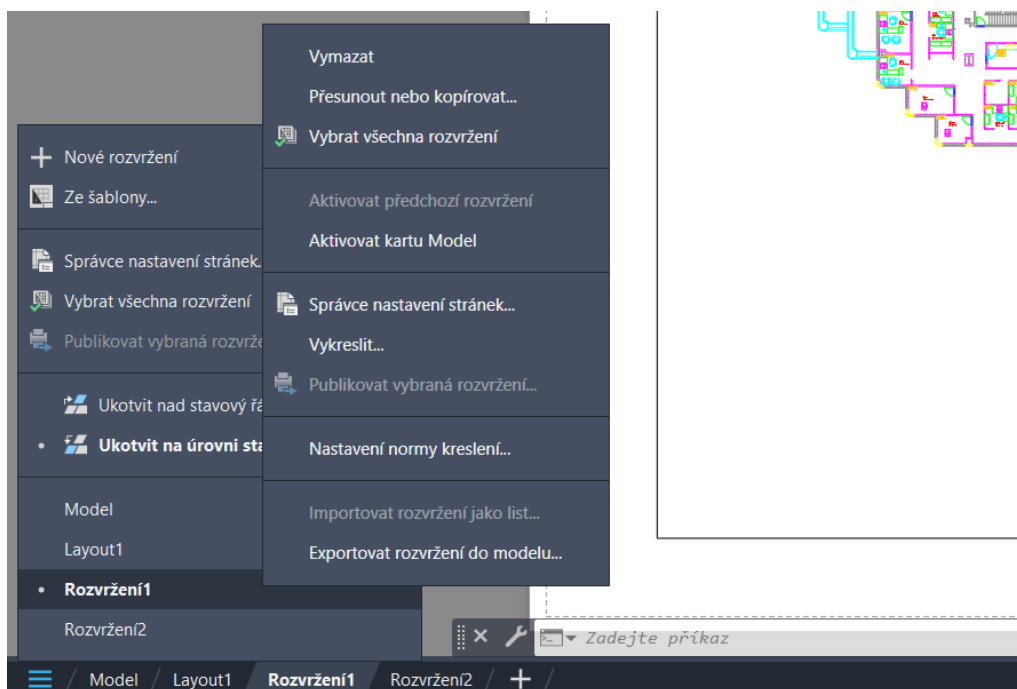 Nové rozvržení
Ze šablony...
Správce nastavení stránek.
Vybrat všechna rozvržení
Publikovat vybraná
Ukotvit nad stavový
Ukotvit na úrovni
Model
Layout1
Rozvržení1
Rozvržení2
Vymazat
Přesunout nebo kopírovat...
Vybrat všechna rozvržení
Aktivovat předchozí rozvržení
Aktivovat kartu Model
Správce nastavení stránek...
Vykreslit...
Publikovat vybraná rozvržení...
Nastavení normy kreslení...
Importovat rozvržení jako list...
Exportovat rozvržení do modelu...
Zadejte příkaz
Model / Layout1 Rozvržení1 Rozvržení2 / + /